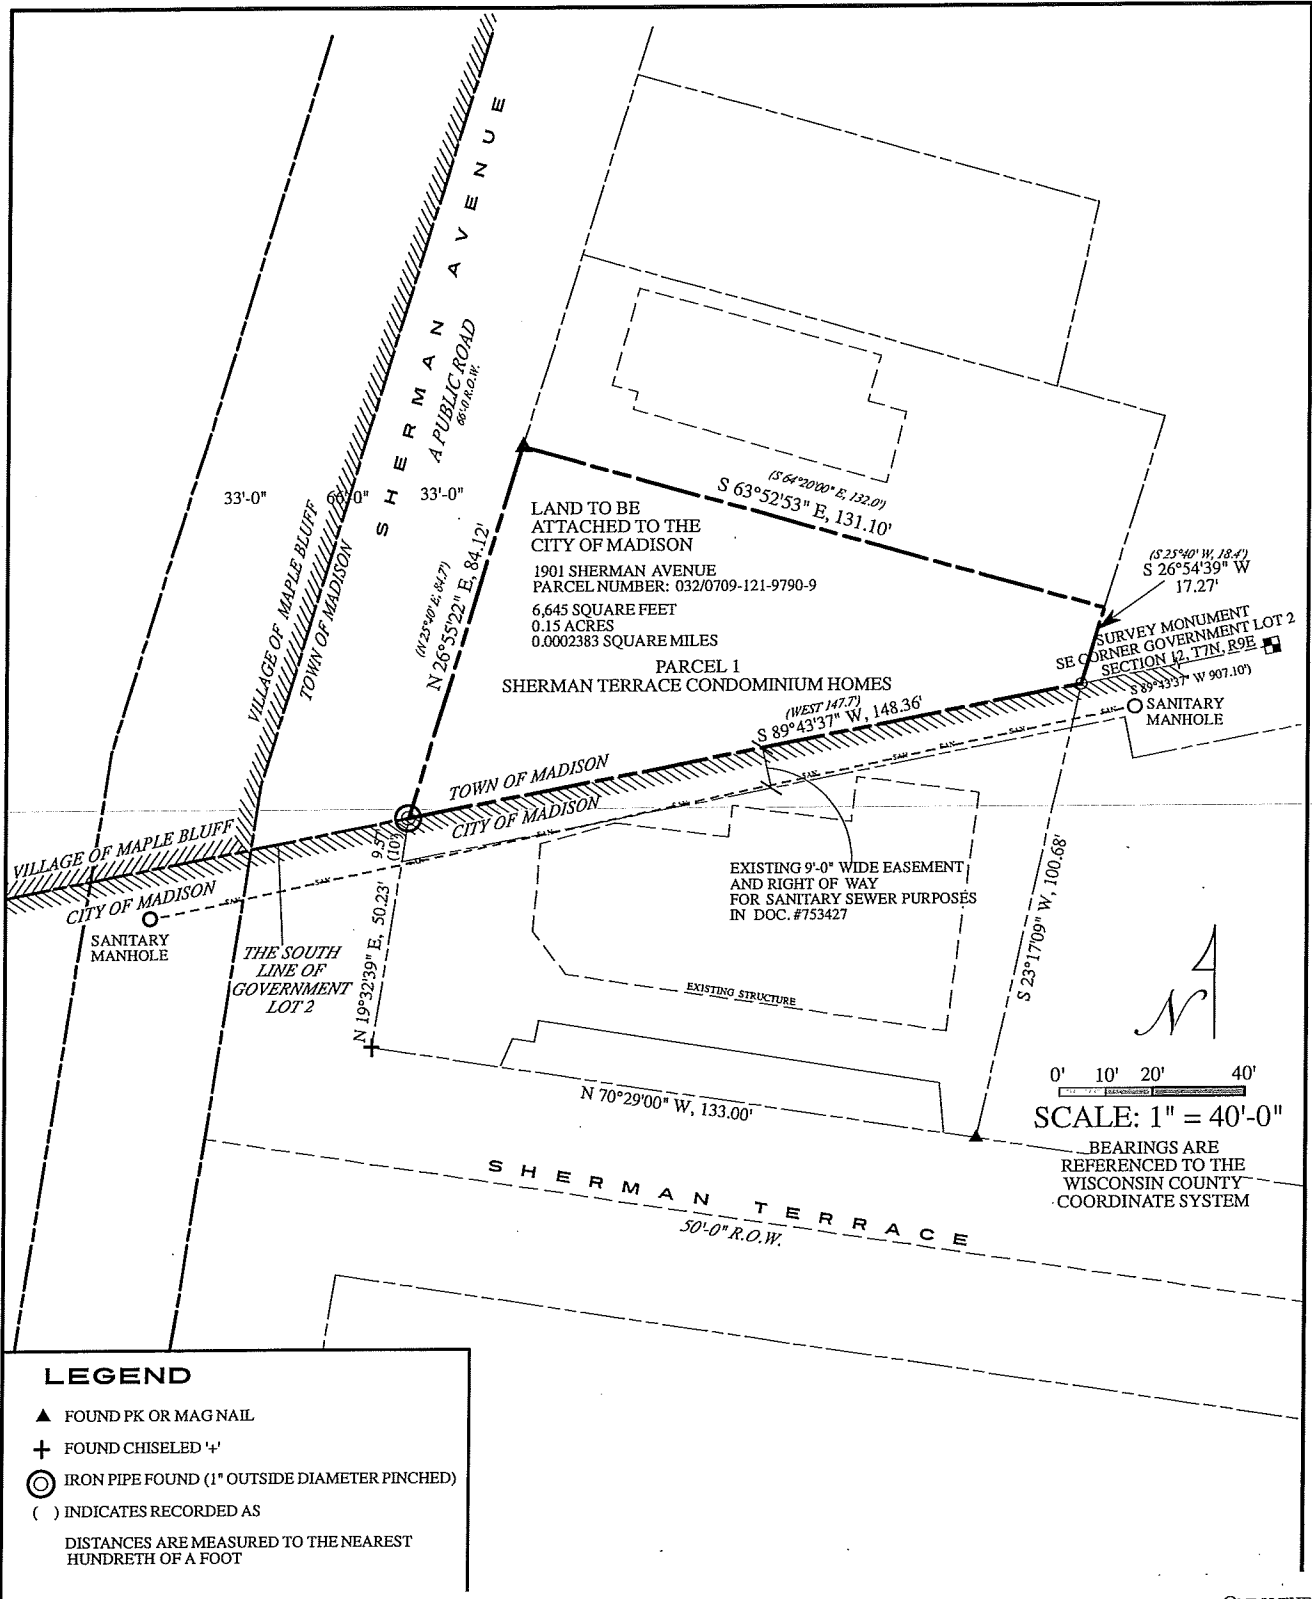 SHERMAN AVENUE
A PUBLIC ROAD
66'-0 R.O.W.
33'-0"
66'-0"
33'-0"
VILLAGE OF MAPLE BLUFF
TOWN OF MADISON
(N 25°40' E, 84.7')
N 26°55'22" E, 84.12'
LAND TO BE
ATTACHED TO THE
CITY OF MADISON
1901 SHERMAN AVENUE
PARCEL NUMBER: 032/0709-121-9790-9
6,645 SQUARE FEET
0.15 ACRES
0.0002383 SQUARE MILES
PARCEL 1
SHERMAN TERRACE CONDOMINIUM HOMES
(S 64°20'00" E, 132.0')
S 63°52'53" E, 131.10'
(S 25°40' W, 18.4')
S 26°54'39" W
17.27'
SURVEY MONUMENT
SE CORNER GOVERNMENT LOT 2
SECTION 12, T7N, R9E
S 89°43'37" W 907.10')
SANITARY
MANHOLE
(WEST 147.7')
S 89°43'37" W, 148.36'
TOWN OF MADISON
CITY OF MADISON
SAN
SAN
SAN
SAN
SAN
SAN
SAN
SAN
SAN
SAN
VILLAGE OF MAPLE BLUFF
CITY OF MADISON
SANITARY
MANHOLE
THE SOUTH
LINE OF
GOVERNMENT
LOT 2
9.5'
(10')
N 19°32'39" E, 50.23'
EXISTING 9'-0" WIDE EASEMENT
AND RIGHT OF WAY
FOR SANITARY SEWER PURPOSES
IN DOC. #753427
EXISTING STRUCTURE
S 23°17'09" W, 100.68'
N 70°29'00" W, 133.00'
N
0' 10' 20' 40'
SCALE: 1" = 40'-0"
BEARINGS ARE
REFERENCED TO THE
WISCONSIN COUNTY
COORDINATE SYSTEM
SHERMAN TERRACE
50'-0" R.O.W.
LEGEND
FOUND PK OR MAG NAIL
FOUND CHISELED '+'
IRON PIPE FOUND (1" OUTSIDE DIAMETER PINCHED)
( ) INDICATES RECORDED AS
DISTANCES ARE MEASURED TO THE NEAREST
HUNDRETH OF A FOOT